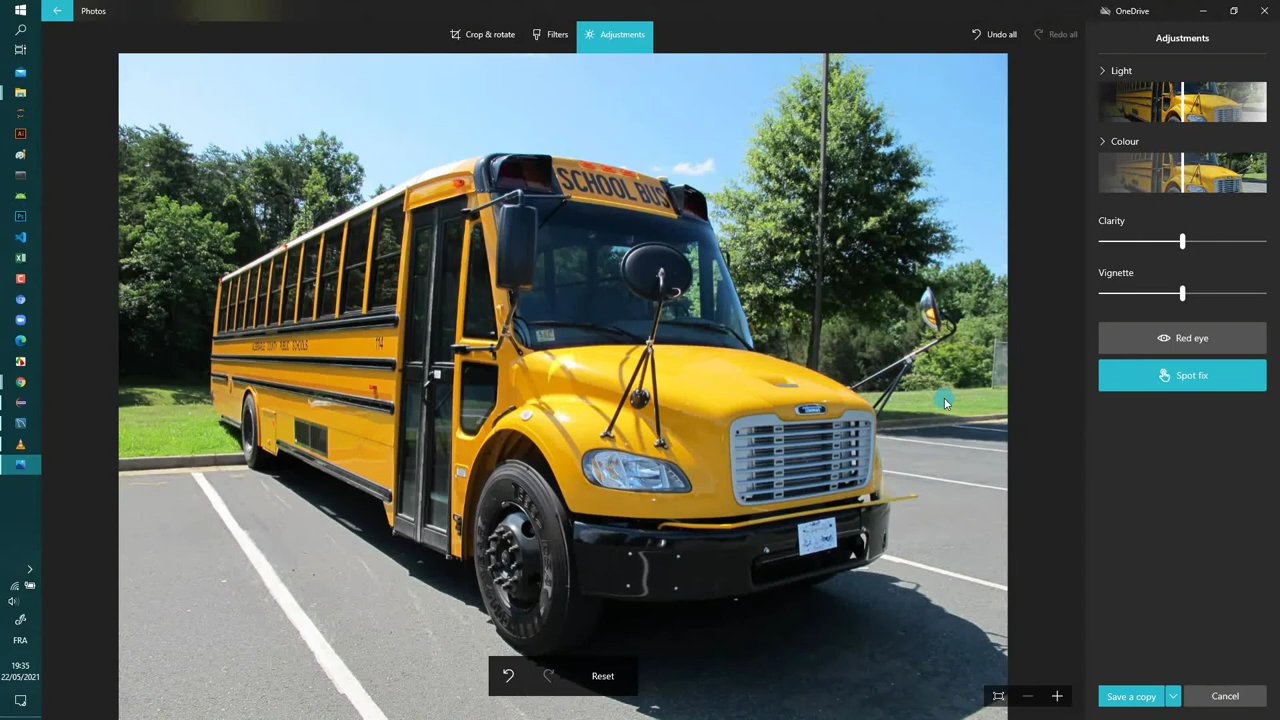 Photos
OneDrive
Crop & rotate
Filters
Adjustments
Undo all
Redo all
Adjustments
Light
Colour
Clarity
Vignette
Red eye
Spot fix
SCHOOL BUS
114
Reset
Save a copy
Cancel
FRA
19:35
22/05/2021